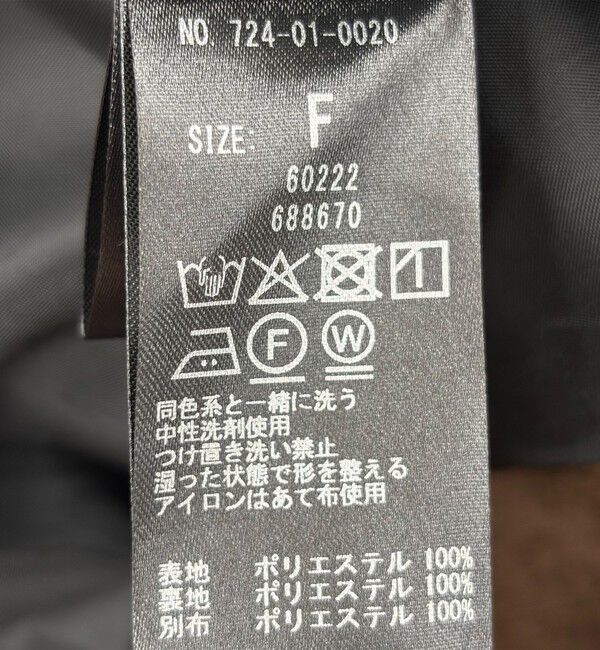 NO. 724-01-0020
SIZE: F
60222
688670
F W
同色系と一緒に洗う
中性洗剤使用
つけ置き洗い禁止
湿った状態で形を整える
アイロンはあて布使用
表地 ポリエステル 100%
裏地 ポリエステル 100%
別布 ポリエステル 100%